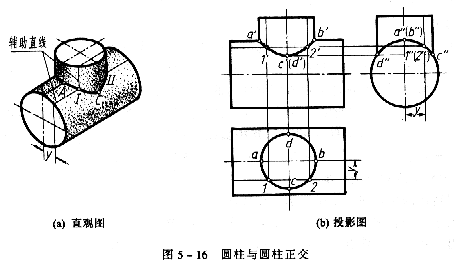 辅助直线
A
I
II
C
y
a'
b'
1'
c'(d')
2'
a"(b")
1"(2")
c"
d"
y
d
a
b
c
1
2
y
(a) 直观图
(b) 投影图
图 5-16 圆柱与圆柱正交